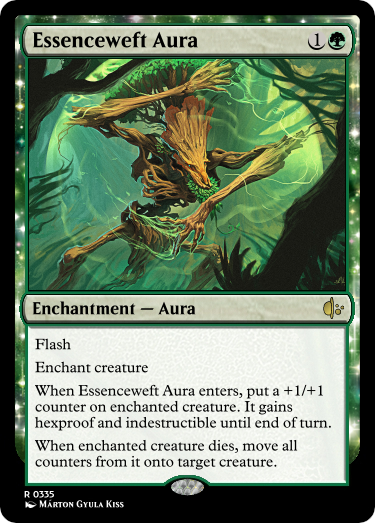 Essenceweft Aura 1
Enchantment — Aura
Flash
Enchant creature
When Essenceweft Aura enters, put a +1/+1
counter on enchanted creature. It gains
hexproof and indestructible until end of turn.
When enchanted creature dies, move all
counters from it onto target creature.
R 0335
Márton Gyula Kiss